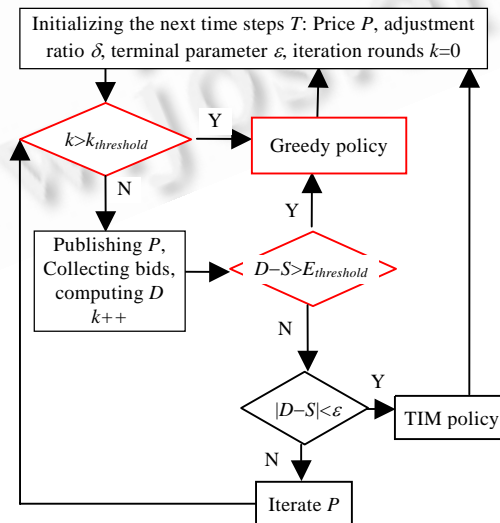 Initializing the next time steps T: Price P, adjustment
ratio δ, terminal parameter ε, iteration rounds k=0
k>kthreshold
Y
Greedy policy
N
Y
Publishing P,
Collecting bids,
computing D
k++
D−S>Ethreshold
N
|D−S|<ε
Y
TIM policy
N
Iterate P